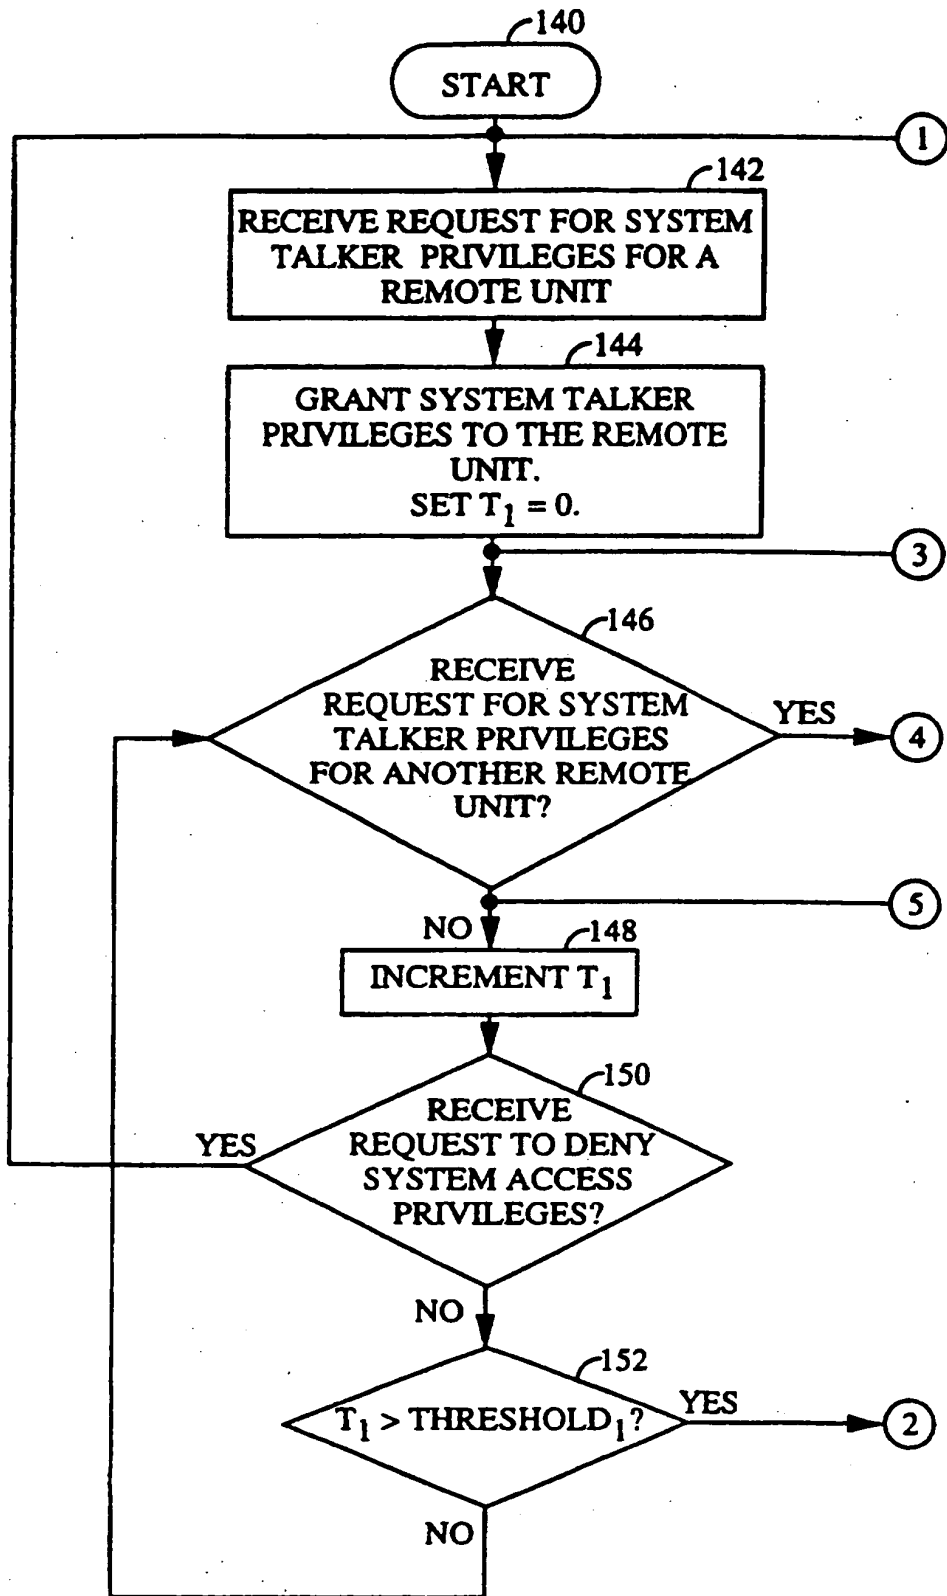 140
START
1
142
RECEIVE REQUEST FOR SYSTEM
TALKER PRIVILEGES FOR A
REMOTE UNIT
144
GRANT SYSTEM TALKER
PRIVILEGES TO THE REMOTE
UNIT.
SET T1 = 0.
3
146
RECEIVE
REQUEST FOR SYSTEM
TALKER PRIVILEGES
FOR ANOTHER REMOTE
UNIT?
YES
4
5
NO
148
INCREMENT T1
150
RECEIVE
REQUEST TO DENY
SYSTEM ACCESS
PRIVILEGES?
YES
NO
152
T1 > THRESHOLD1?
YES
2
NO